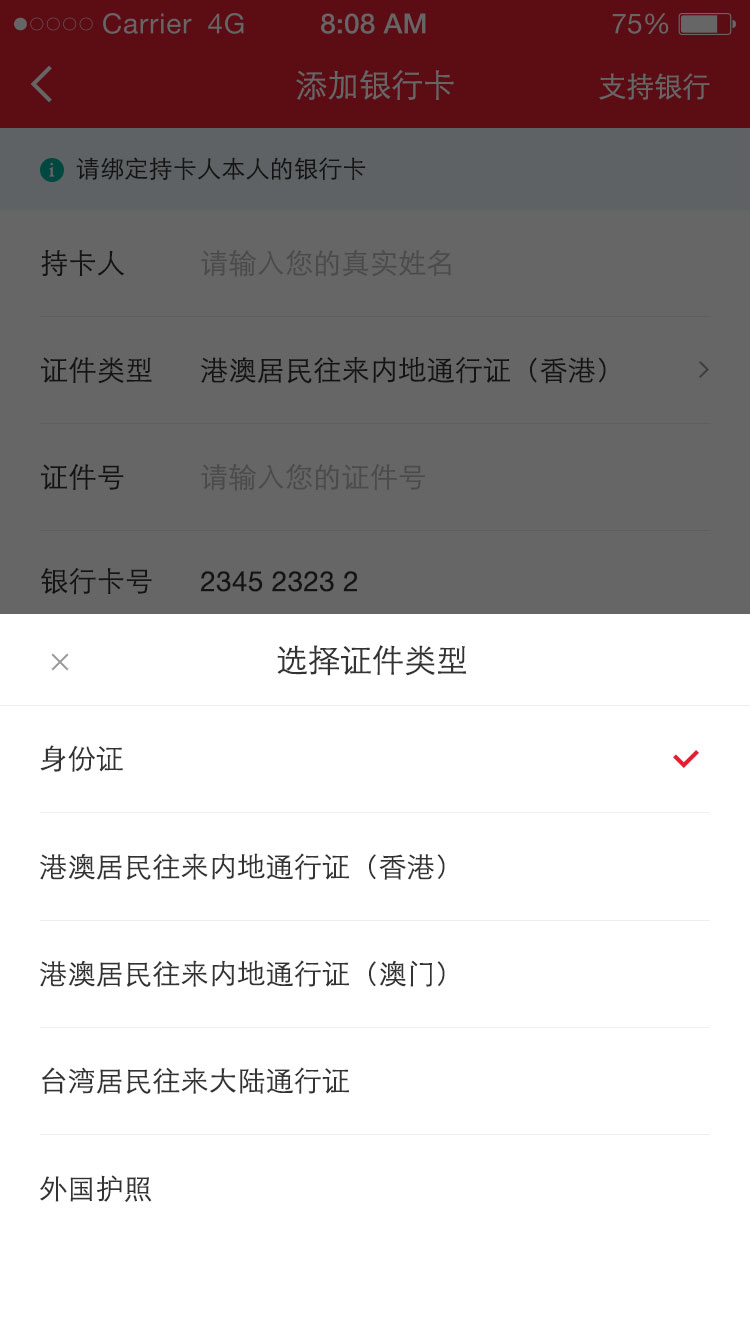 Carrier 4G 8:08 AM 75%
添加银行卡 支持银行
请绑定持卡人本人的银行卡
持卡人 请输入您的真实姓名
证件类型 港澳居民往来内地通行证（香港）
证件号 请输入您的证件号
银行卡号 2345 2323 2
选择证件类型
身份证
港澳居民往来内地通行证（香港）
港澳居民往来内地通行证（澳门）
台湾居民往来大陆通行证
外国护照